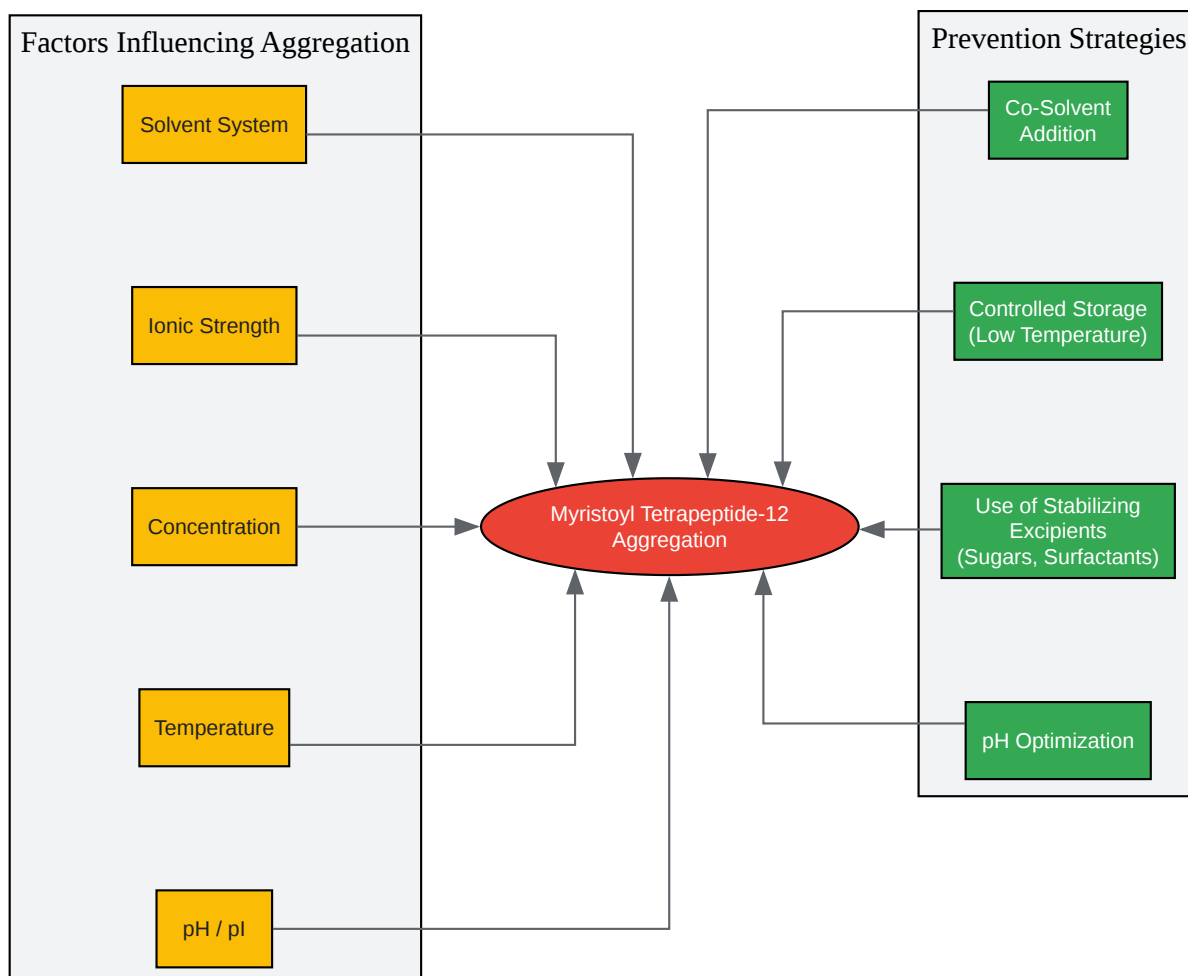 Factors Influencing Aggregation
Solvent System
Ionic Strength
Concentration
Temperature
pH / pI
Myristoyl Tetrapeptide-12
Aggregation
Prevention Strategies
Co-Solvent
Addition
Controlled Storage
(Low Temperature)
Use of Stabilizing
Excipients
(Sugars, Surfactants)
pH Optimization